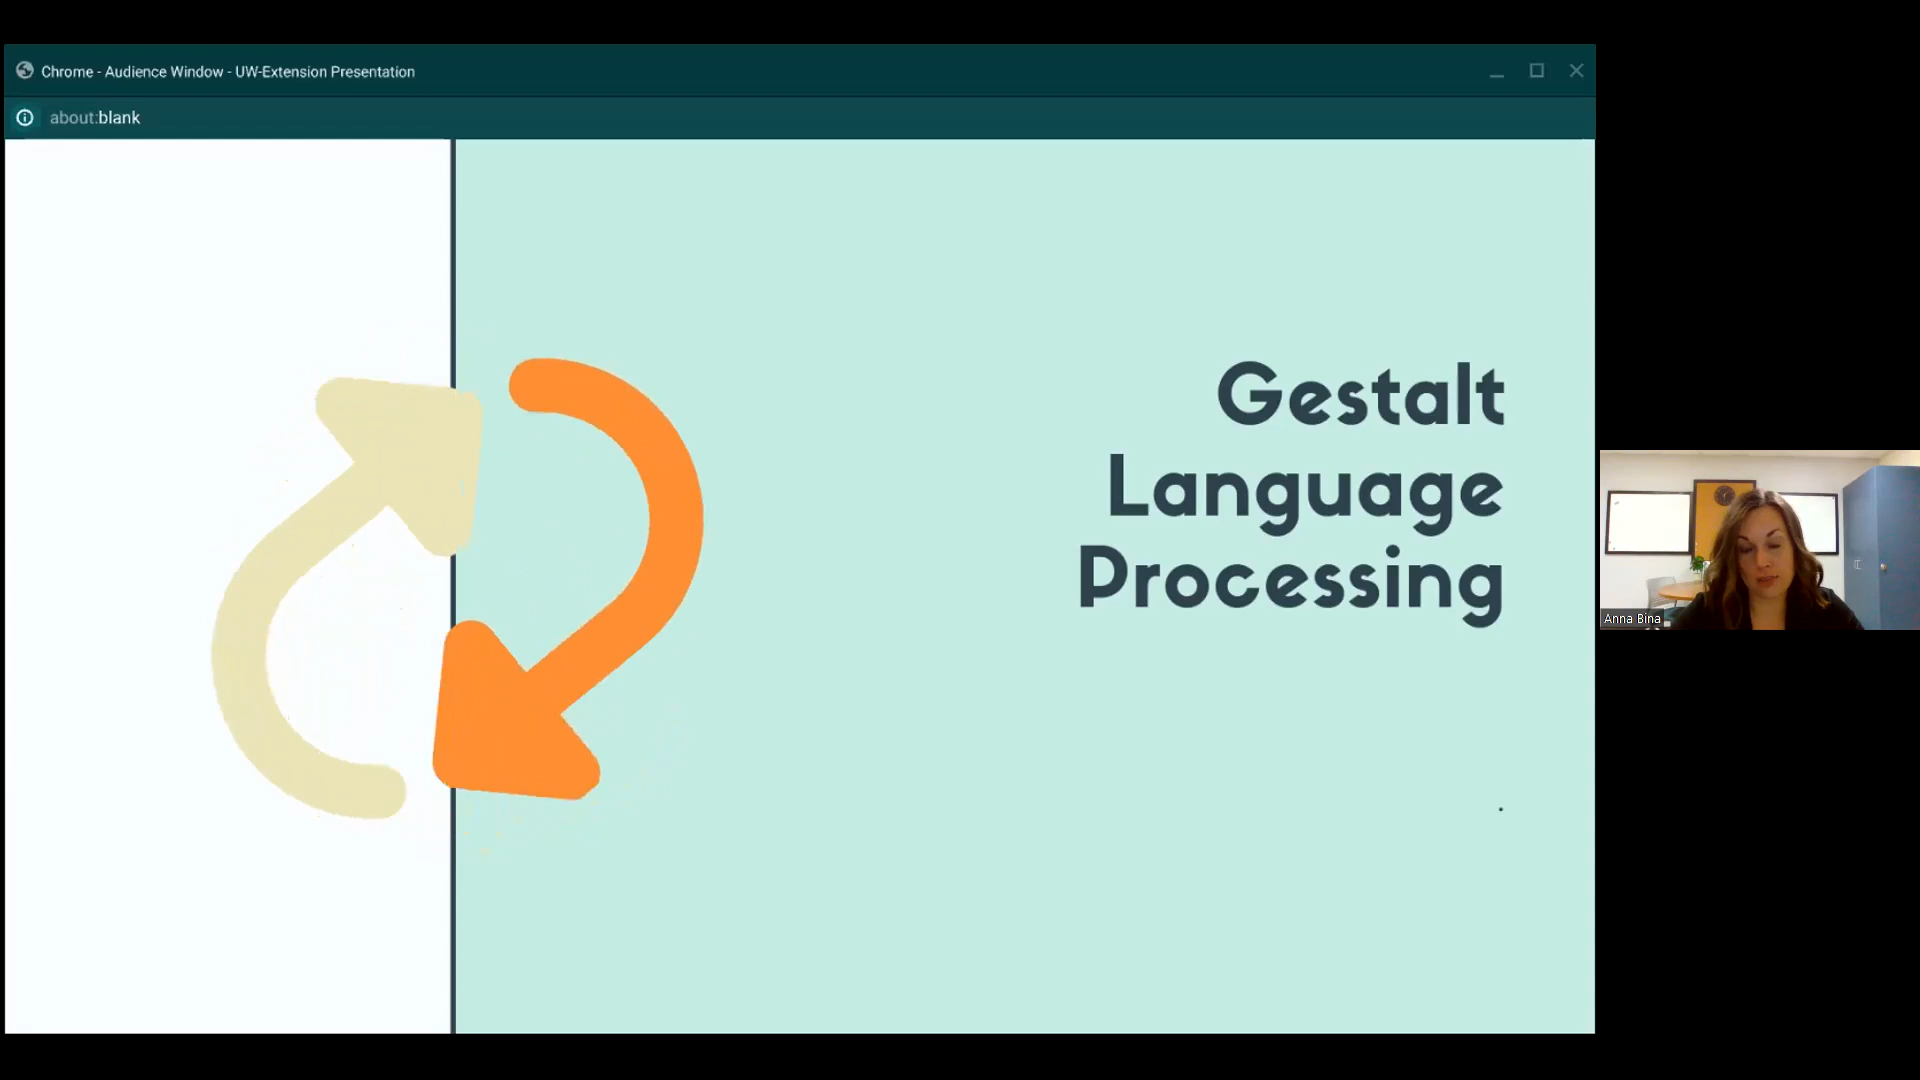 Chrome - Audience Window - UW-Extension Presentation
about:blank
Gestalt
Language
Processing
Anna Bina